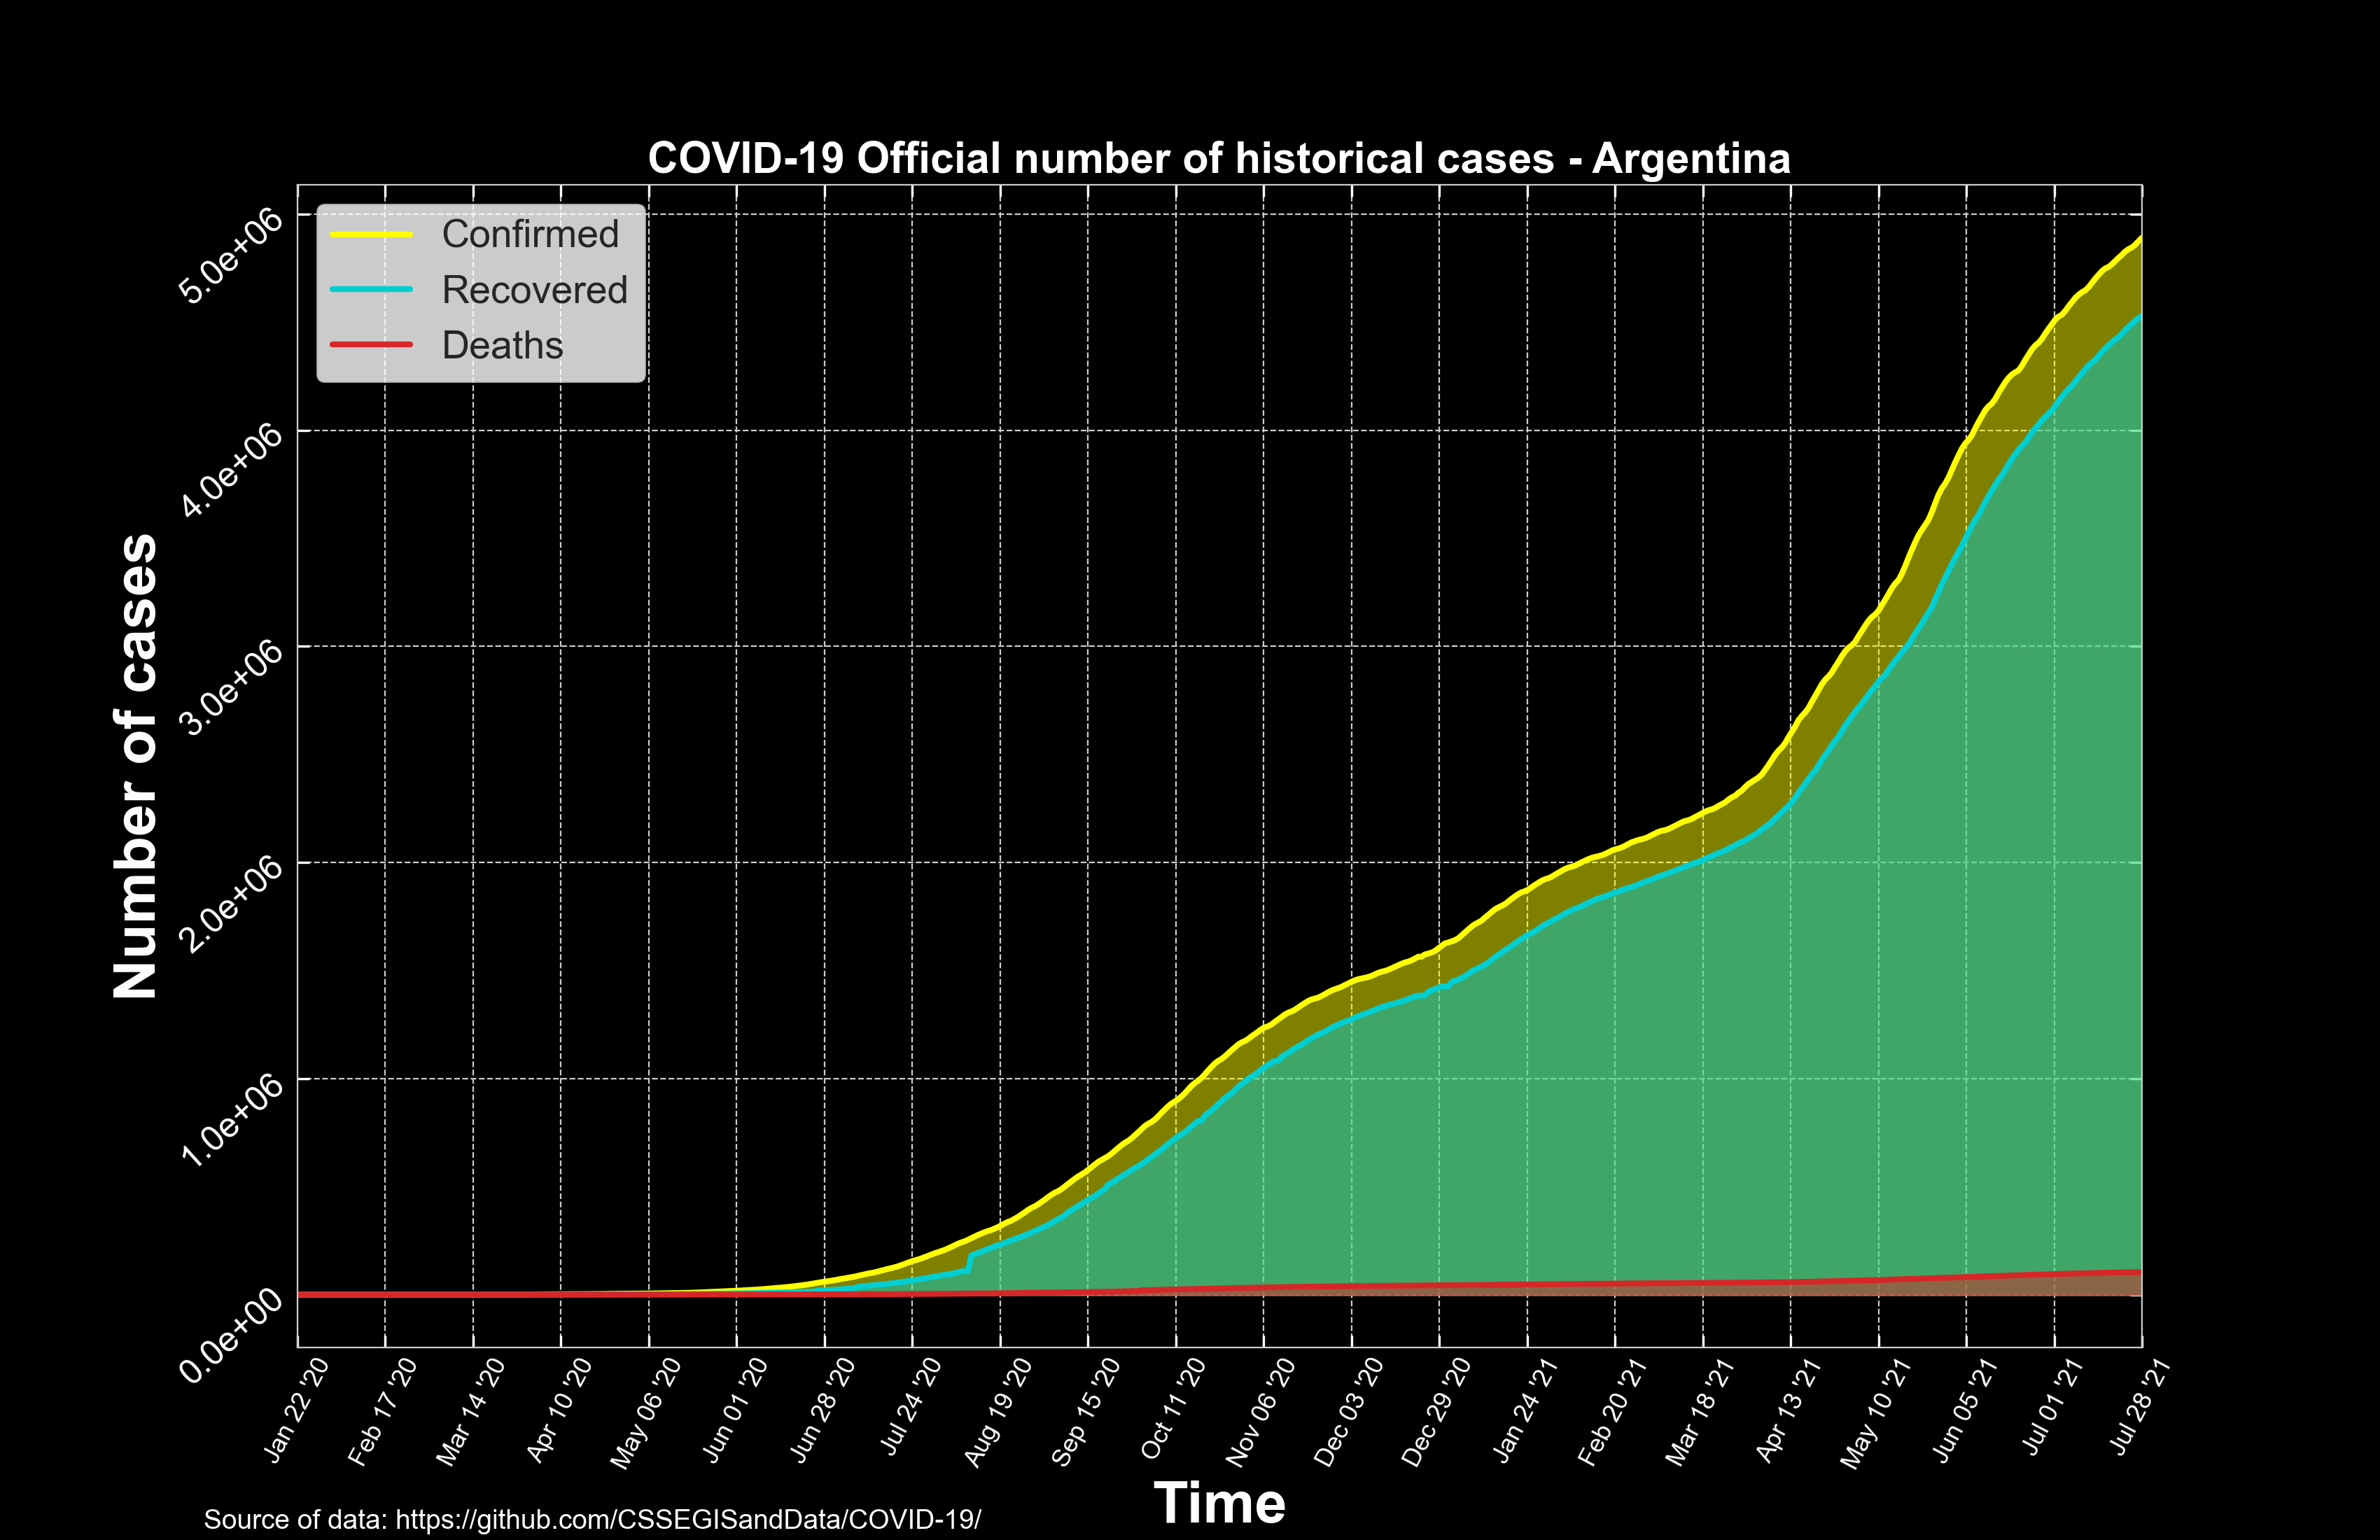 COVID-19 Official number of historical cases - Argentina
Confirmed
Recovered
Deaths
Number of cases
5.0e+06
4.0e+06
3.0e+06
2.0e+06
1.0e+06
0.0e+00
Jan 22 '20
Feb 17 '20
Mar 14 '20
Apr 10 '20
May 06 '20
Jun 01 '20
Jun 28 '20
Jul 24 '20
Aug 19 '20
Sep 15 '20
Oct 11 '20
Nov 06 '20
Dec 03 '20
Dec 29 '20
Jan 24 '21
Feb 20 '21
Mar 18 '21
Apr 13 '21
May 10 '21
Jun 05 '21
Jul 01 '21
Jul 28 '21
Time
Source of data: https://github.com/CSSEGISandData/COVID-19/